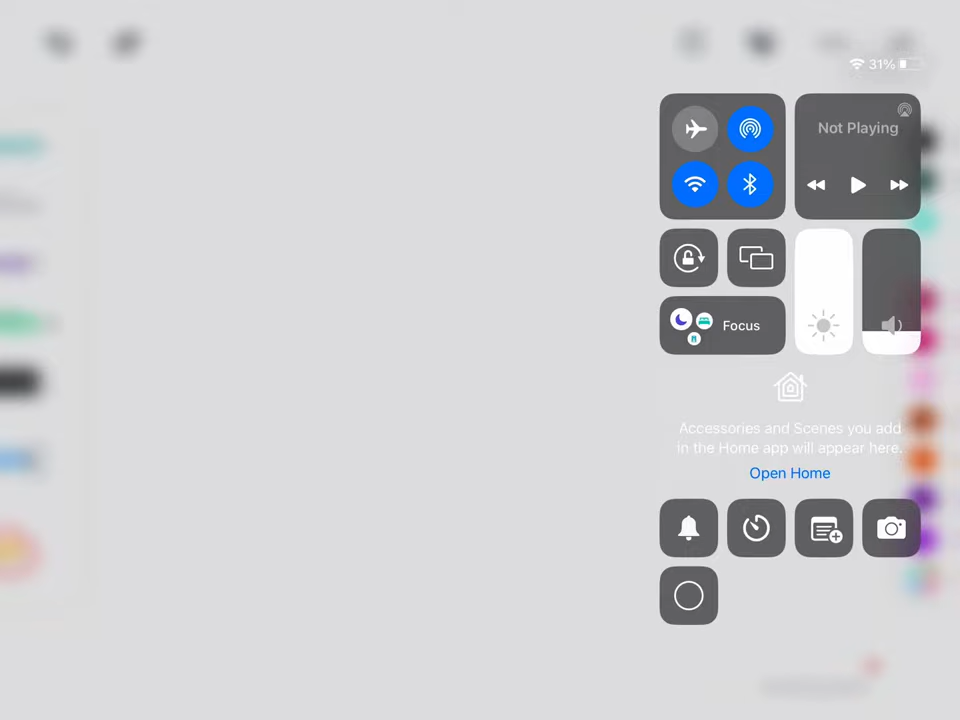 31%
Not Playing
Focus
Accessories and Scenes you add
in the Home app will appear here.
Open Home